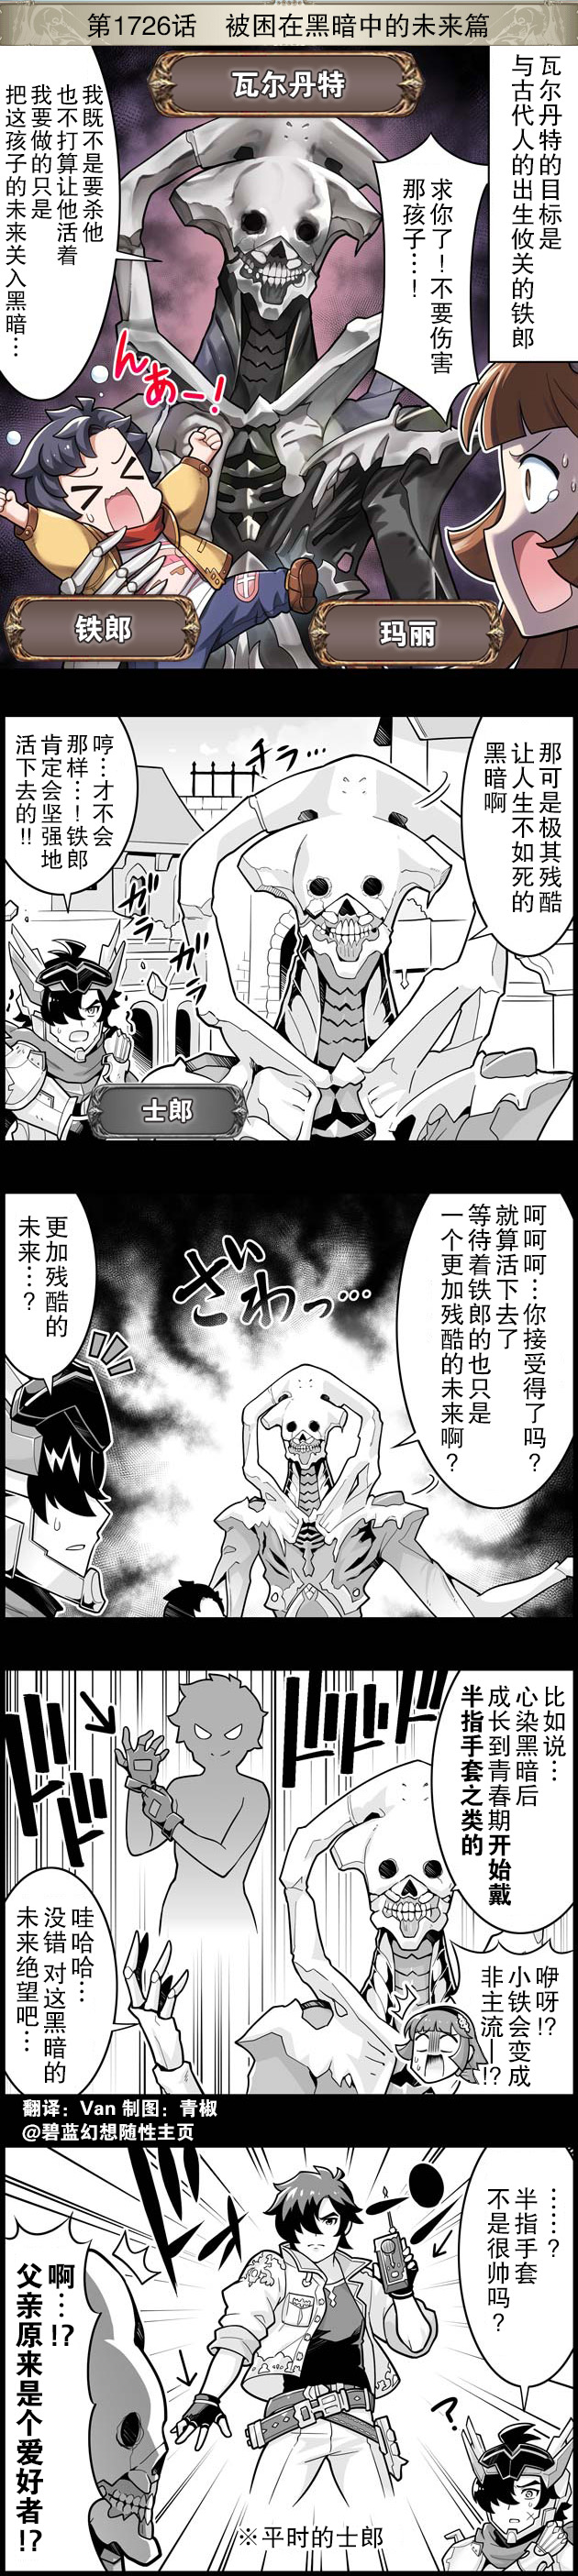 第1726话 被困在黑暗中的未来篇
瓦尔丹特
瓦尔丹特的目标是
与古代人的出生攸关的铁郎
求你了!不要伤害
那孩子…!
我既不是要杀他
也不打算让他活着
我要做的只是
把这孩子的未来关入黑暗…
んあー!
铁郎
玛丽
那可是极其残酷
让人生不如死的
黑暗啊
チラ…
哼…才不会
那样…!铁郎
肯定会坚强地
活下去的!!
ガラ
ガラ
士郎
呵呵呵…你接受得了吗?
就算活下去了
等待着铁郎的也只是
一个更加残酷的未来啊?
ざわ
ざわっ…
更加残酷的
未来…?
比如说…
心染黑暗后
成长到青春期开始戴
半指手套之类的
ドドド
ドドド
咿呀!?
小铁会变成
非主流—!?
哇哈哈…
没错 对这黑暗的
未来绝望吧…
翻译：Van 制图：青椒
@碧蓝幻想随性主页
……?
半指手套
不是很帅吗?
啊…!?
父亲原来是个爱好者!?
?
※平时的士郎